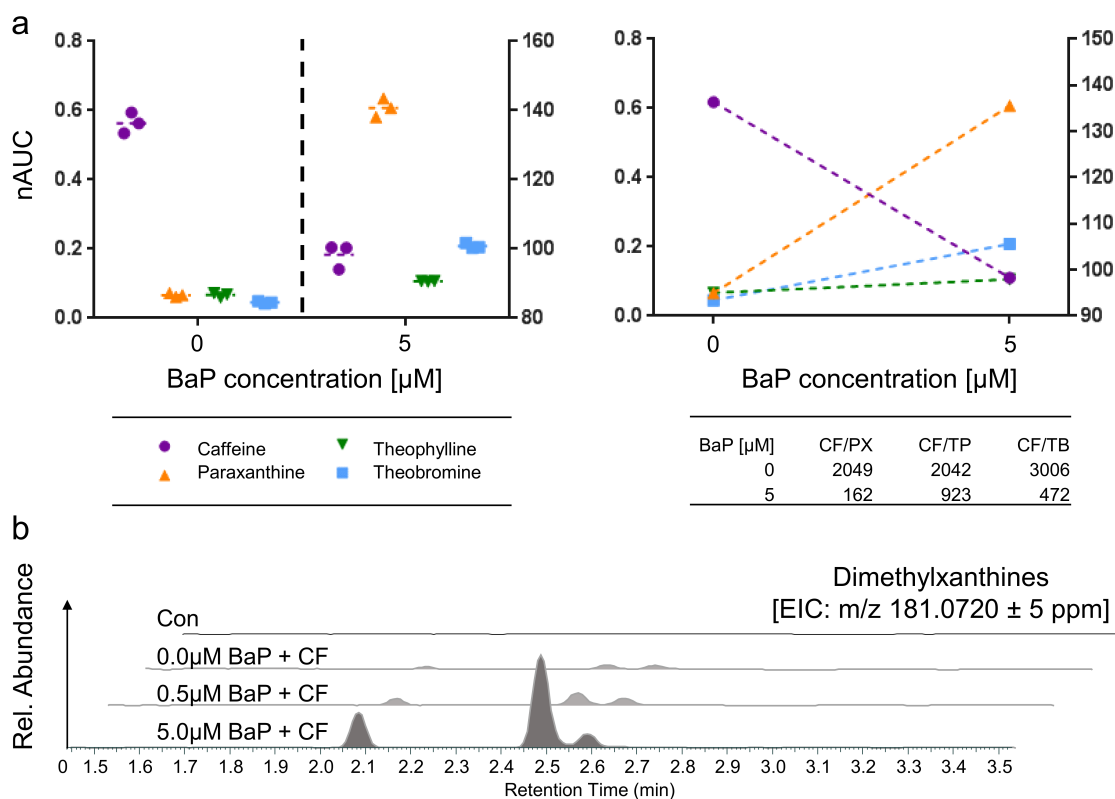 a
nAUC
0.8
0.6
0.4
0.2
0.0
160
140
120
100
80
0
5
BaP concentration [µM]
0.8
0.6
0.4
0.2
0.0
150
140
130
120
110
100
90
0
5
BaP concentration [µM]
Caffeine
Theophylline
Paraxanthine
Theobromine
BaP [µM] CF/PX CF/TP CF/TB
0 2049 2042 3006
5 162 923 472
b
Rel. Abundance
Dimethylxanthines
[EIC: m/z 181.0720 ± 5 ppm]
Con
0.0µM BaP + CF
0.5µM BaP + CF
5.0µM BaP + CF
0 1.5 1.6 1.7 1.8 1.9 2.0 2.1 2.2 2.3 2.4 2.5 2.6 2.7 2.8 2.9 3.0 3.1 3.2 3.3 3.4 3.5
Retention Time (min)